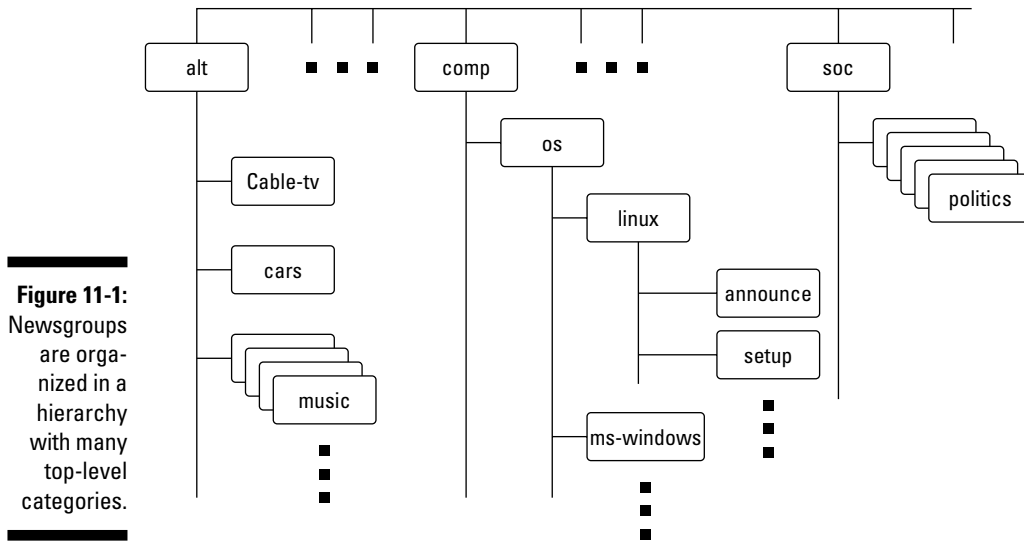 alt
comp
soc
os
Cable-tv
politics
linux
cars
announce
setup
music
ms-windows
Figure 11-1:
Newsgroups
are orga-
nized in a
hierarchy
with many
top-level
categories.